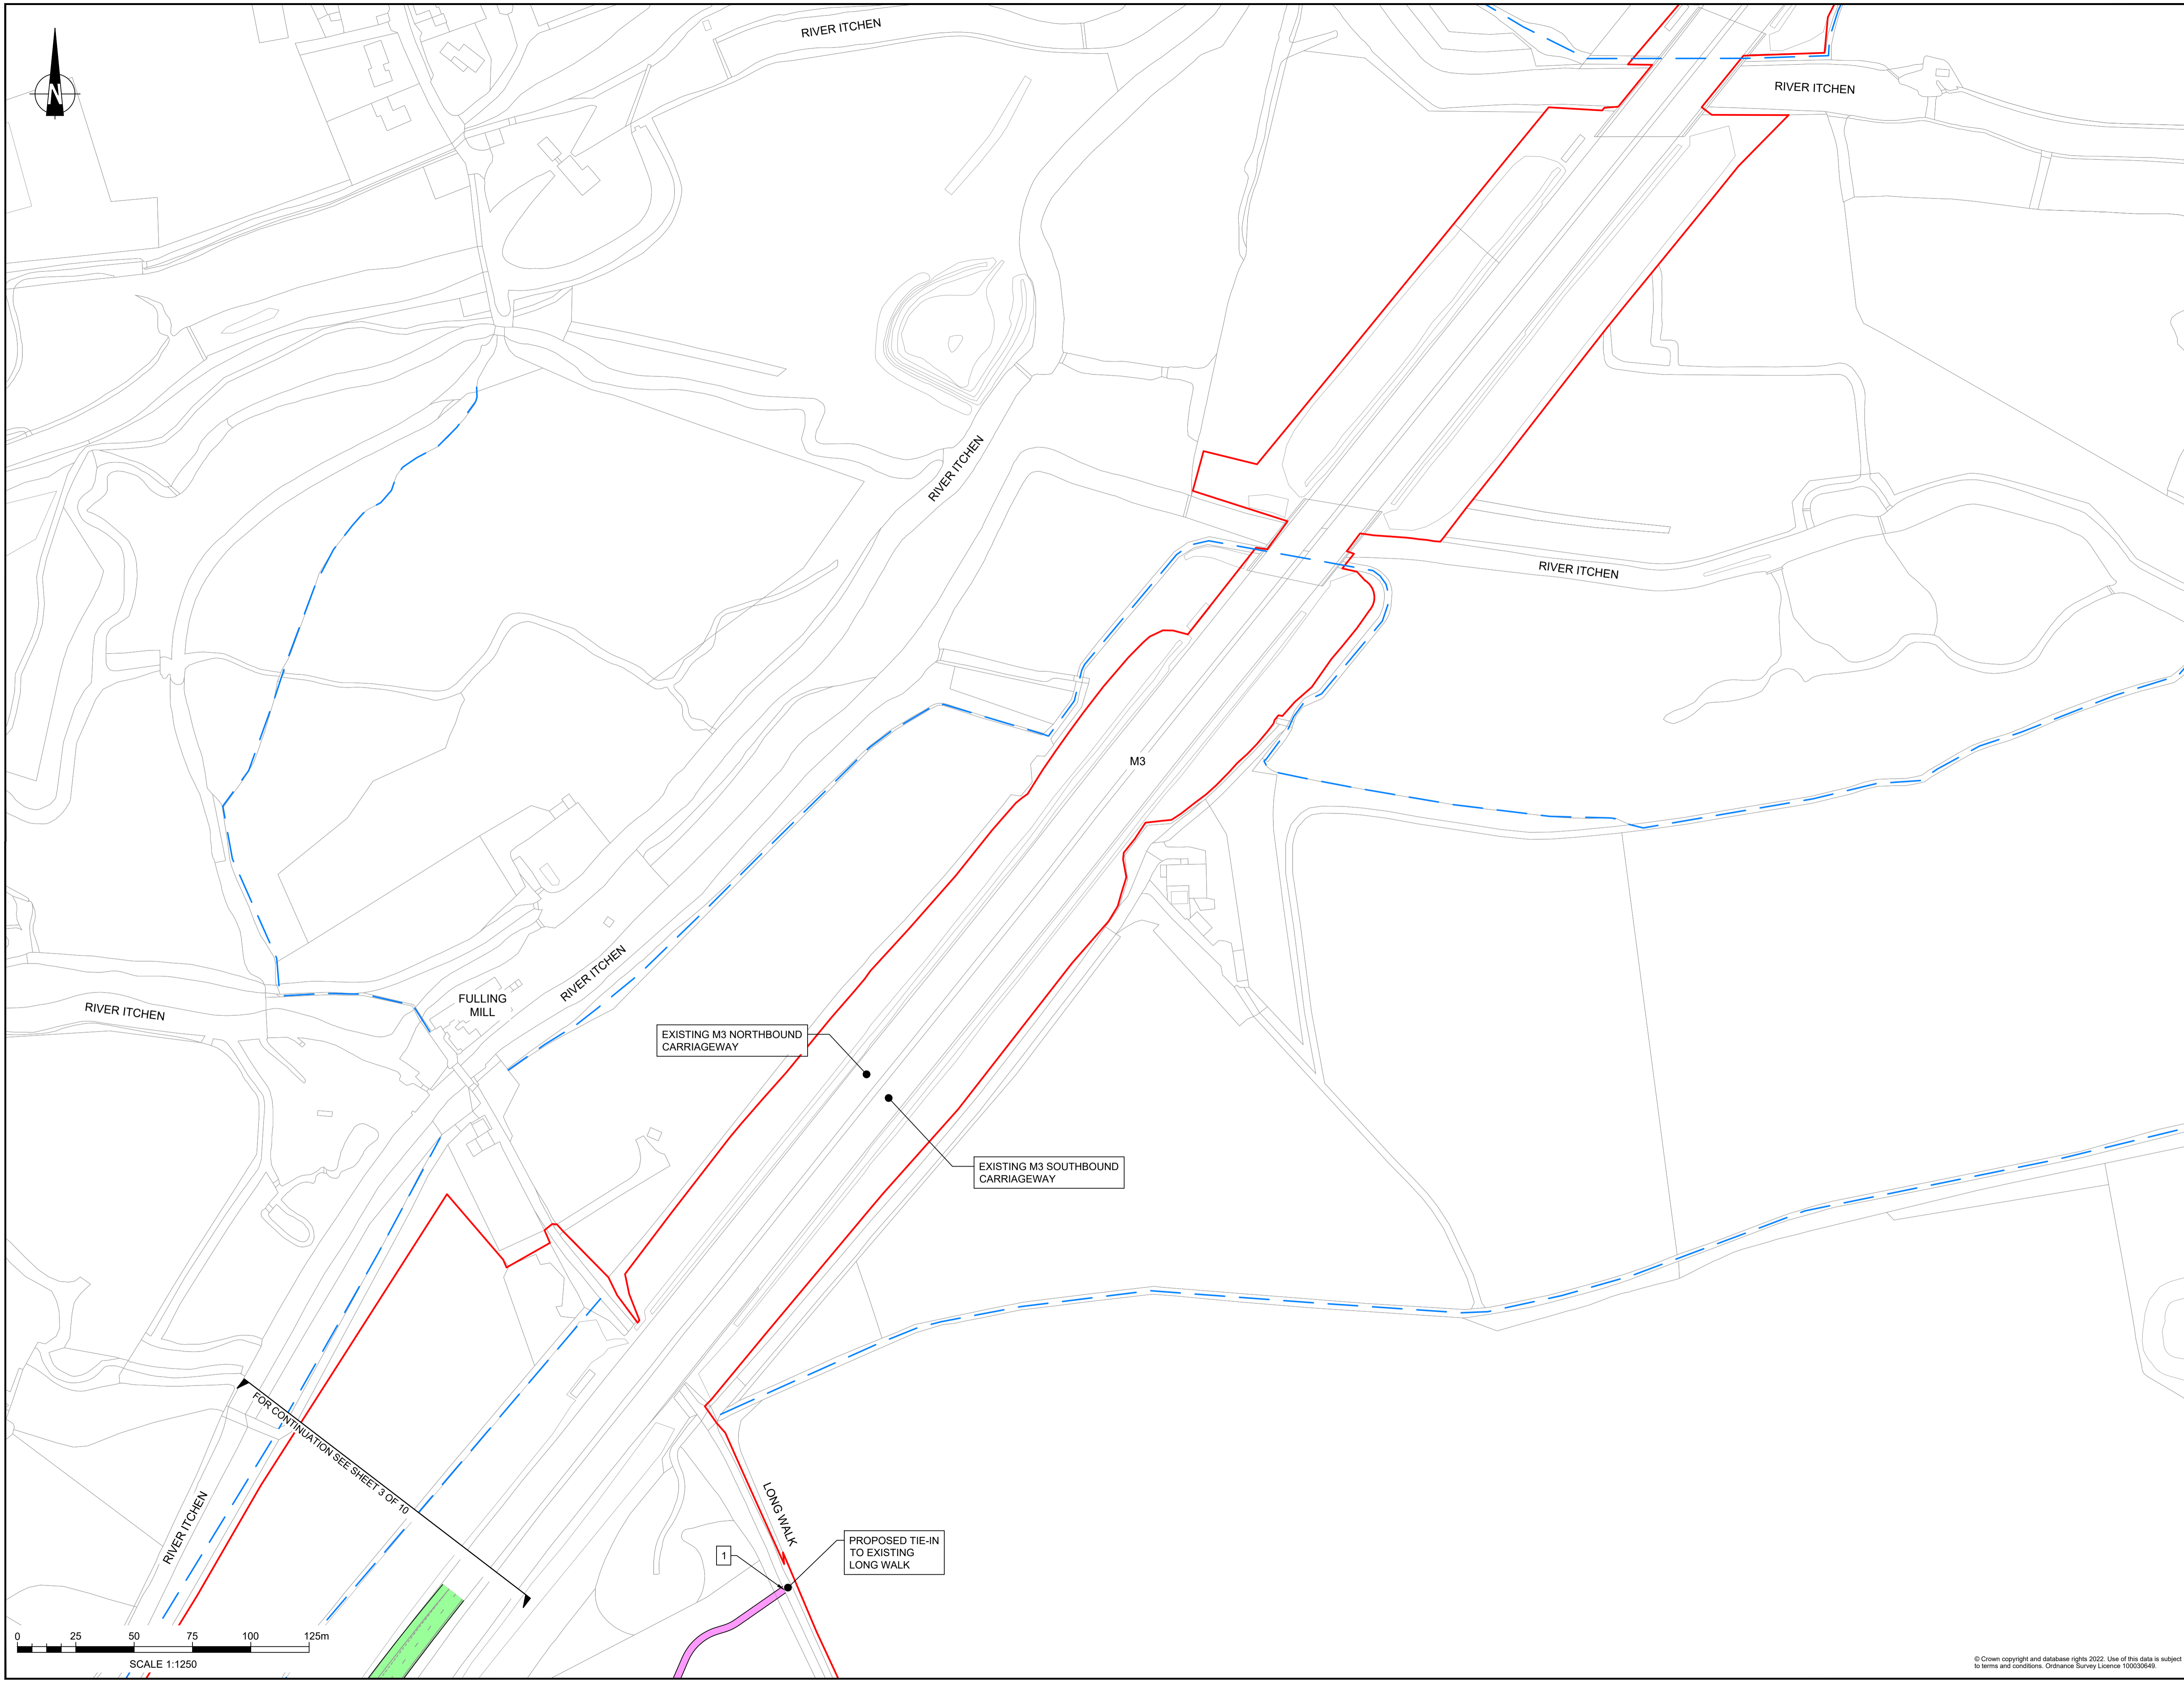 RIVER ITCHEN
N
RIVER ITCHEN
RIVER ITCHEN
RIVER ITCHEN
M3
RIVER ITCHEN
FULLING
MILL
RIVER ITCHEN
EXISTING M3 NORTHBOUND
CARRIAGEWAY
EXISTING M3 SOUTHBOUND
CARRIAGEWAY
FOR CONTINUATION SEE SHEET 3 OF 10
RIVER ITCHEN
LONG WALK
1
PROPOSED TIE-IN
TO EXISTING
LONG WALK
0 25 50 75 100 125m
SCALE 1:1250
© Crown copyright and database rights 2022. Use of this data is subject
to terms and conditions. Ordnance Survey Licence 100030649.